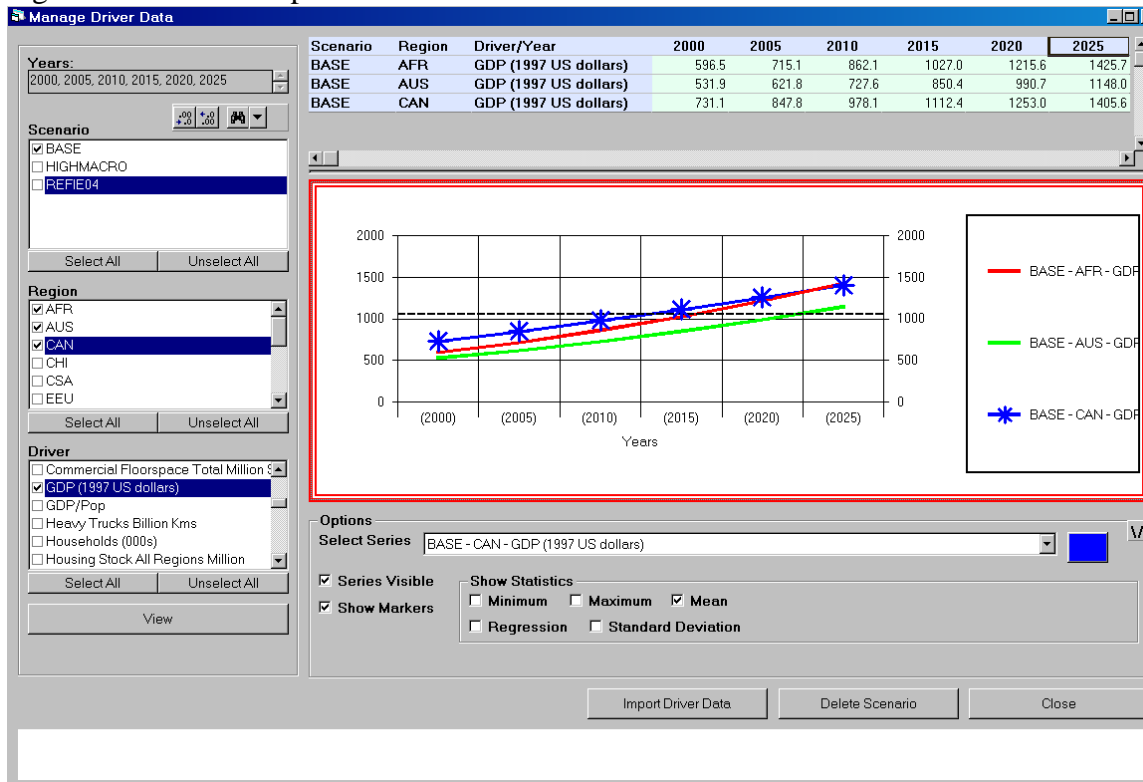 Manage Driver Data
Years:
2000, 2005, 2010, 2015, 2020, 2025
Scenario
BASE
HIGHMACRO
REFIE04
Select All Unselect All
Region
AFR
AUS
CAN
CHI
CSA
EEU
Select All Unselect All
Driver
Commercial Floorspace Total Million
GDP (1997 US dollars)
GDP/Pop
Heavy Trucks Billion Kms
Households (000s)
Housing Stock All Regions Million
Select All Unselect All
View
Scenario Region Driver/Year 2000 2005 2010 2015 2020 2025
BASE AFR GDP (1997 US dollars) 596.5 715.1 862.1 1027.0 1215.6 1425.7
BASE AUS GDP (1997 US dollars) 531.9 621.8 727.6 850.4 990.7 1148.0
BASE CAN GDP (1997 US dollars) 731.1 847.8 978.1 1112.4 1253.0 1405.6
2000 2000
1500 1500
1000 1000
500 500
0 0
(2000) (2005) (2010) (2015) (2020) (2025)
Years
BASE - AFR - GDP
BASE - AUS - GDP
BASE - CAN - GDP
Options
Select Series BASE - CAN - GDP (1997 US dollars)
Series Visible
Show Markers
Show Statistics
Minimum Maximum Mean
Regression Standard Deviation
Import Driver Data Delete Scenario Close